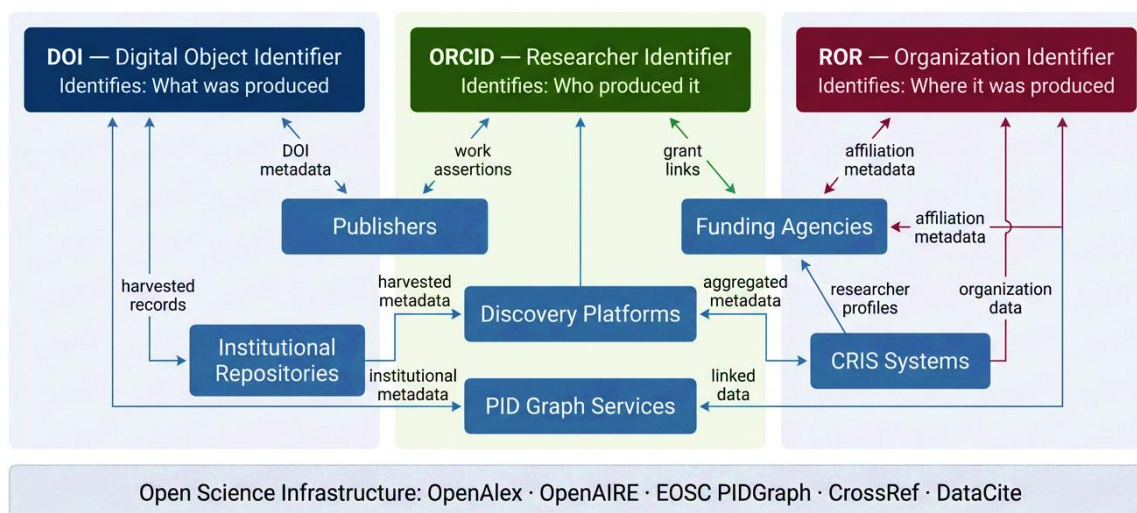 DOI — Digital Object Identifier
Identifies: What was produced
ORCID — Researcher Identifier
Identifies: Who produced it
ROR — Organization Identifier
Identifies: Where it was produced
DOI
metadata
work
assertions
grant
links
affiliation
metadata
Publishers
Funding Agencies
affiliation
metadata
harvested
records
harvested
metadata
Discovery Platforms
aggregated
metadata
researcher
profiles
organization
data
Institutional
Repositories
CRIS Systems
institutional
metadata
PID Graph Services
linked
data
Open Science Infrastructure: OpenAlex · OpenAIRE · EOSC PIDGraph · CrossRef · DataCite